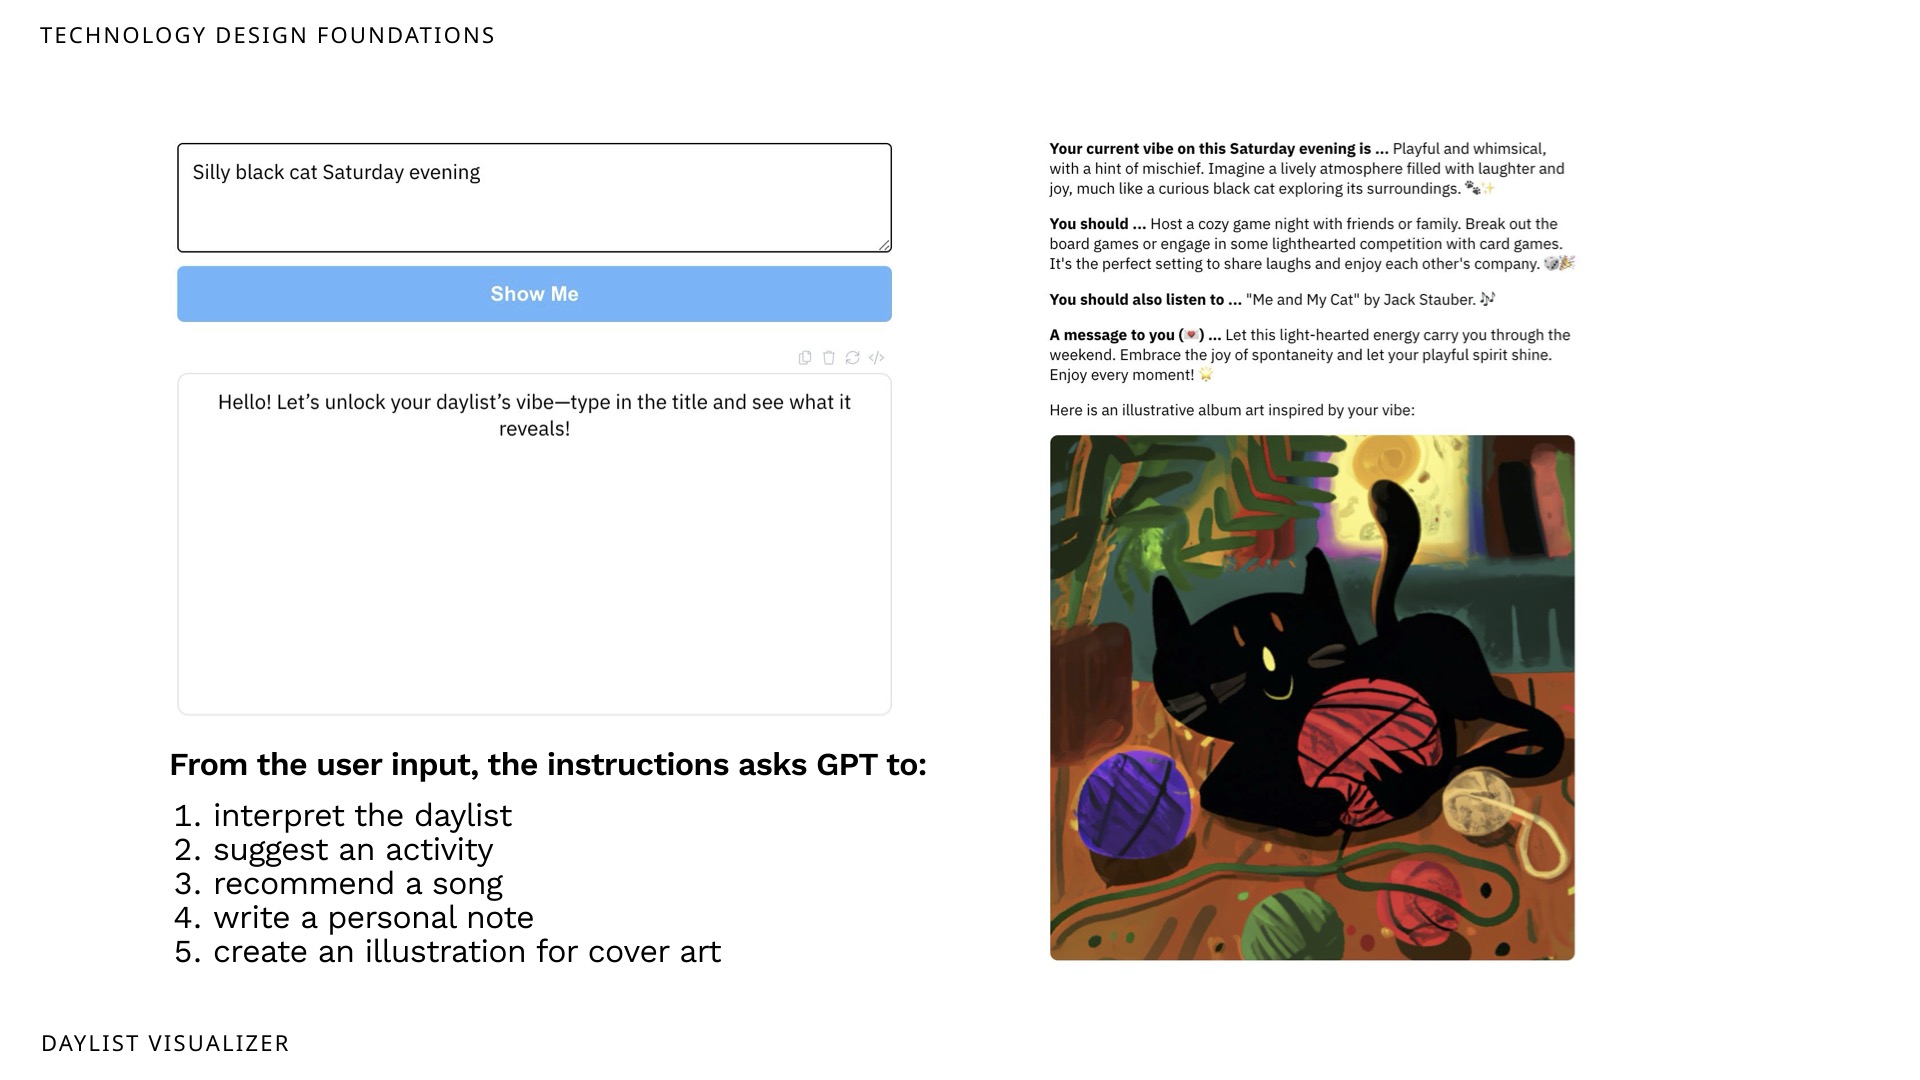 TECHNOLOGY DESIGN FOUNDATIONS
Silly black cat Saturday evening
Show Me
Hello! Let’s unlock your daylist’s vibe—type in the title and see what it
reveals!
From the user input, the instructions asks GPT to:
1. interpret the daylist
2. suggest an activity
3. recommend a song
4. write a personal note
5. create an illustration for cover art
Your current vibe on this Saturday evening is ... Playful and whimsical,
with a hint of mischief. Imagine a lively atmosphere filled with laughter and
joy, much like a curious black cat exploring its surroundings. 🐾✨
You should ... Host a cozy game night with friends or family. Break out the
board games or engage in some lighthearted competition with card games.
It's the perfect setting to share laughs and enjoy each other's company. 🎲🎉
You should also listen to ... "Me and My Cat" by Jack Stauber. 🎶
A message to you (💌) ... Let this light-hearted energy carry you through the
weekend. Embrace the joy of spontaneity and let your playful spirit shine.
Enjoy every moment! 🌟
Here is an illustrative album art inspired by your vibe:
DAYLIST VISUALIZER